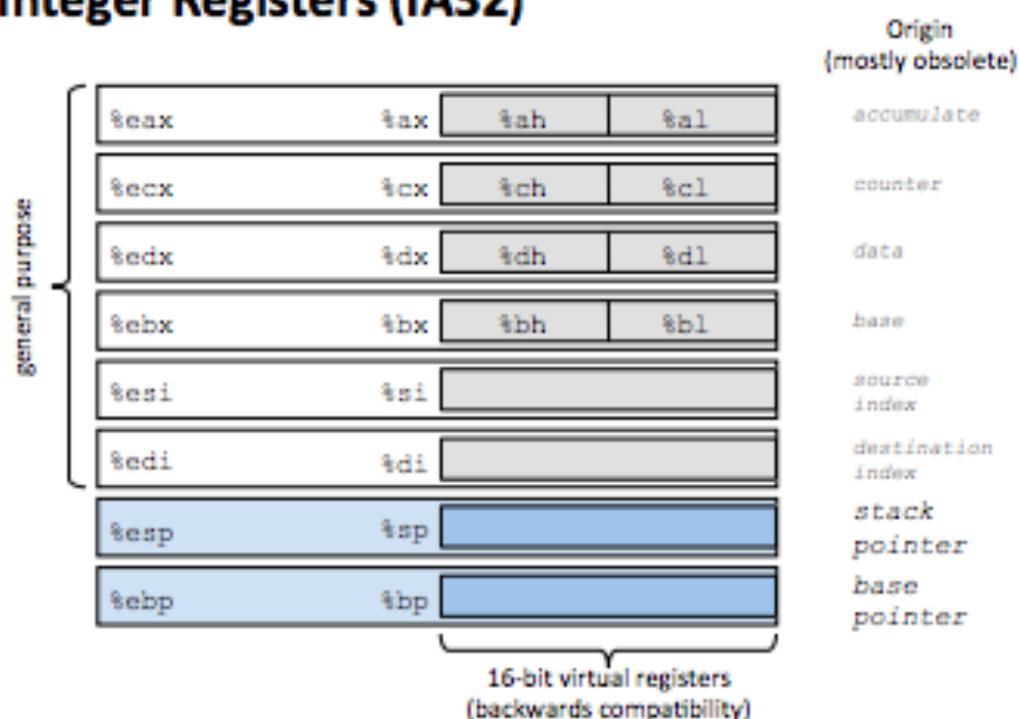 Integer Registers (IA32)
Origin
(mostly obsolete)
general purpose
%eax %ax %ah %al accumulate
%ecx %cx %ch %cl counter
%edx %dx %dh %dl data
%ebx %bx %bh %bl base
%esi %si source
index
%edi %di destination
index
%esp %sp stack
pointer
%ebp %bp base
pointer
16-bit virtual registers
(backwards compatibility)